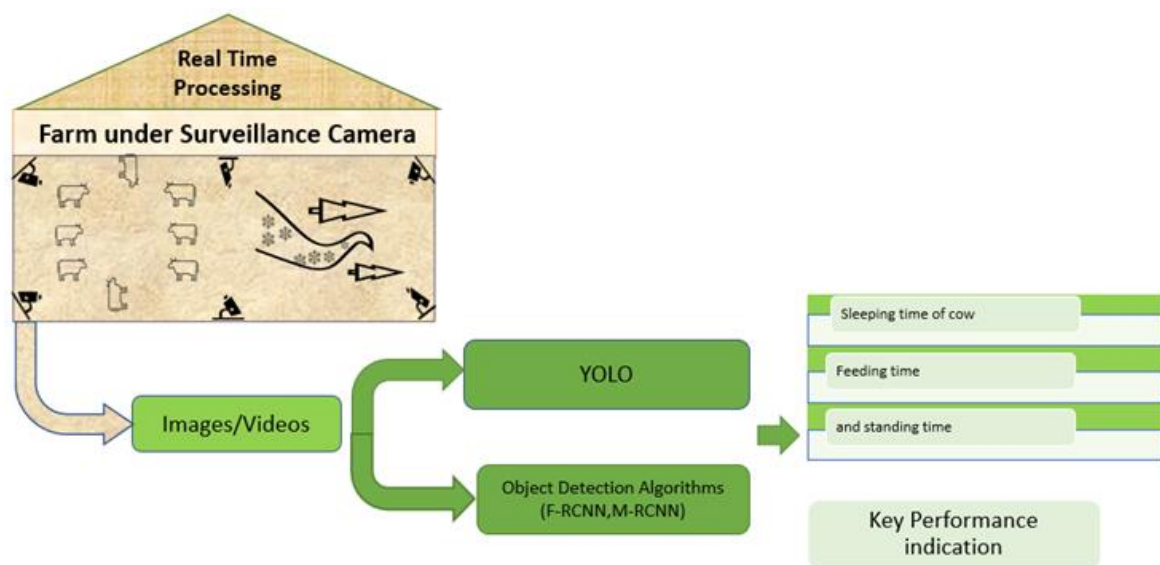 Real Time
Processing
Farm under Surveillance Camera
Images/Videos
YOLO
Object Detection Algorithms
(F-RCNN,M-RCNN)
Sleeping time of cow
Feeding time
and standing time
Key Performance
indication